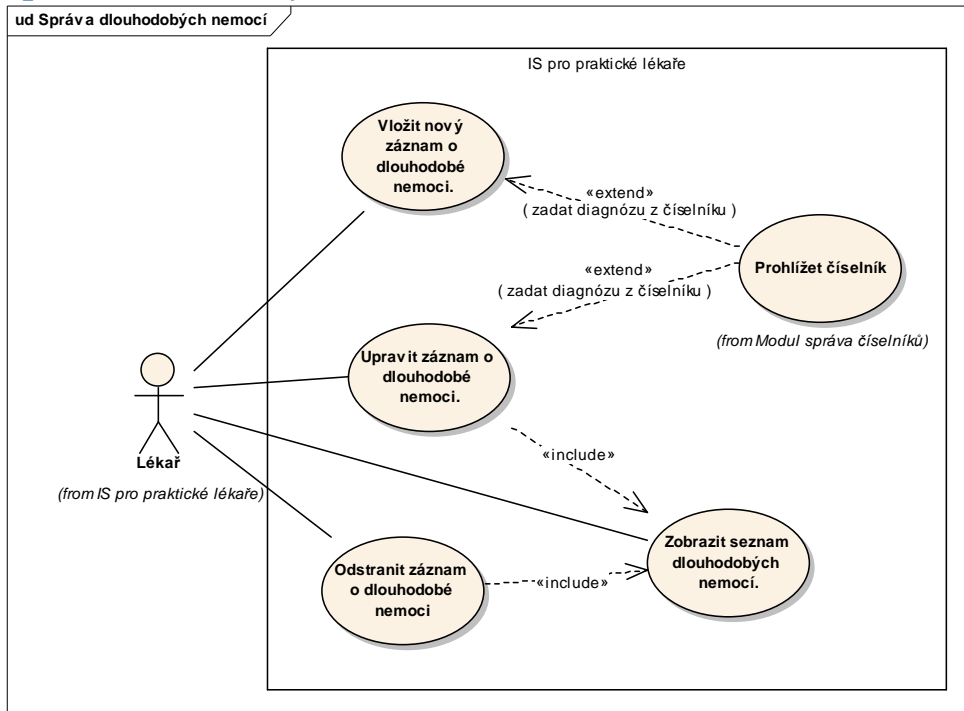 ud Správa dlouhodobých nemocí
IS pro praktické lékaře
Vložit nový
záznam o
dlouhodobé
nemoci.
«extend»
( zadat diagnózu z číselníku )
Prohlížet číselník
(from Modul správa číselníků)
«extend»
( zadat diagnózu z číselníku )
Upravit záznam o
dlouhodobé
nemoci.
Lékař
(from IS pro praktické lékaře)
«include»
Zobrazit seznam
dlouhodobých
nemocí.
Odstranit záznam
o dlouhodobé
nemoci
«include»